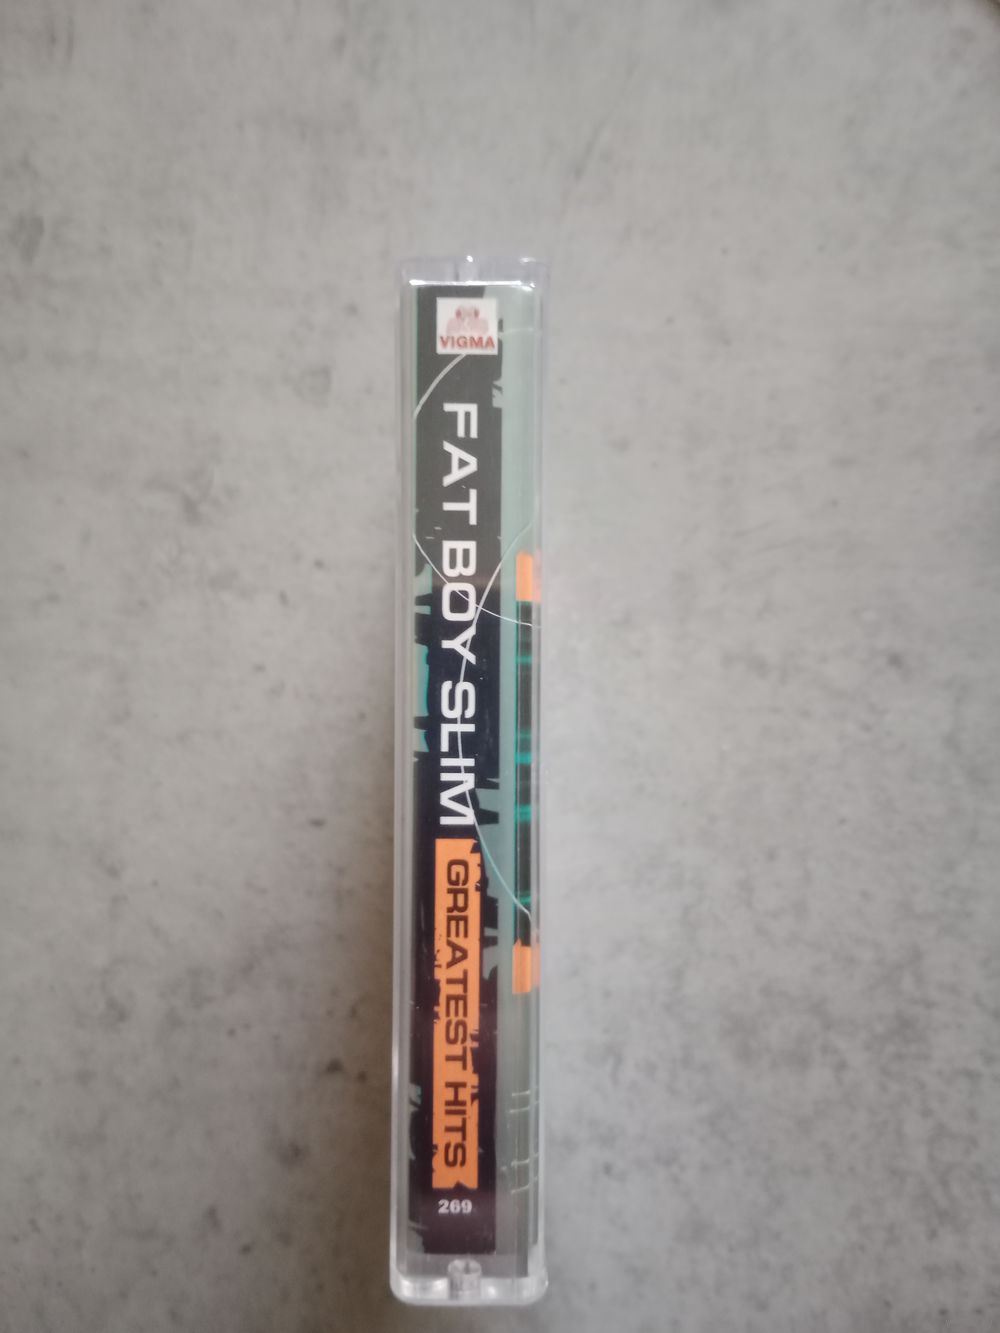 VIGMA
FAT BOY SLIM
GREATEST HITS
269